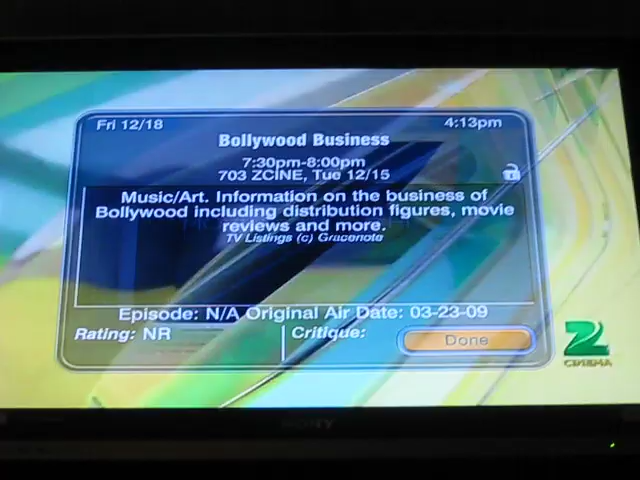 Fri 12/18
4:13pm
Bollywood Business
7:30pm-8:00pm
703 ZCINE, Tue 12/15
Music/Art. Information on the business of
Bollywood including distribution figures, movie
reviews and more.
TV Listings (c) Gracenote
Episode: N/A Original Air Date: 03-23-09
Rating: NR
Critique:
Done
Z
CINEMA
SONY